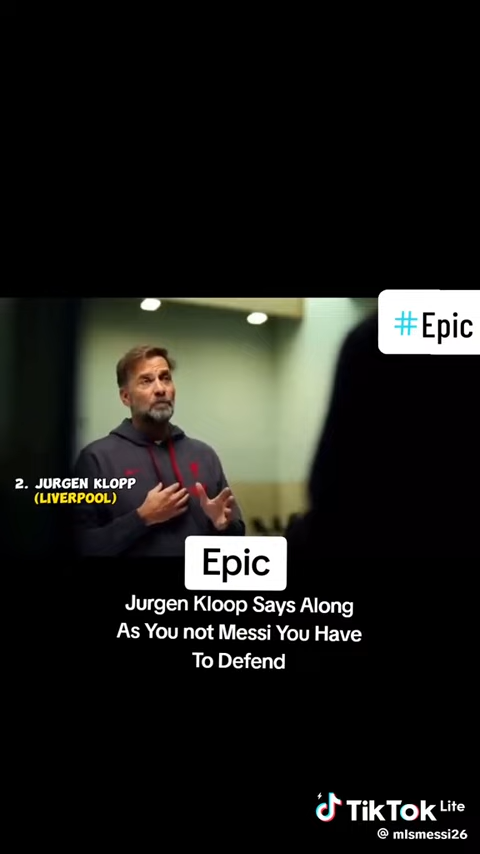 #Epic
2. JURGEN KLOPP
(LIVERPOOL)
Epic
Jurgen Kloop Says Along
As You not Messi You Have
To Defend
TikTok Lite
@ mlsmessi26